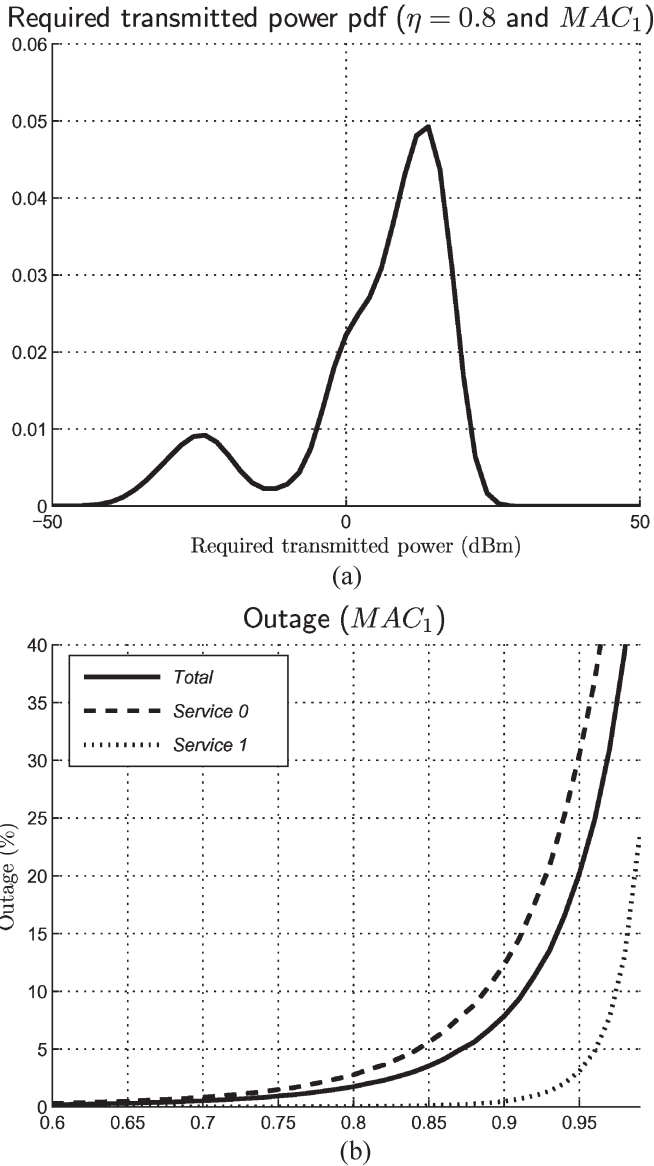 Required transmitted power pdf (η = 0.8 and MAC₁)
0.06
0.05
0.04
0.03
0.02
0.01
0
−50 0 50
Required transmitted power (dBm)
(a)
Outage (MAC₁)
40
35
30
25
20
15
10
5
0
Outage (%)
Total
Service 0
Service 1
0.6 0.65 0.7 0.75 0.8 0.85 0.9 0.95
(b)